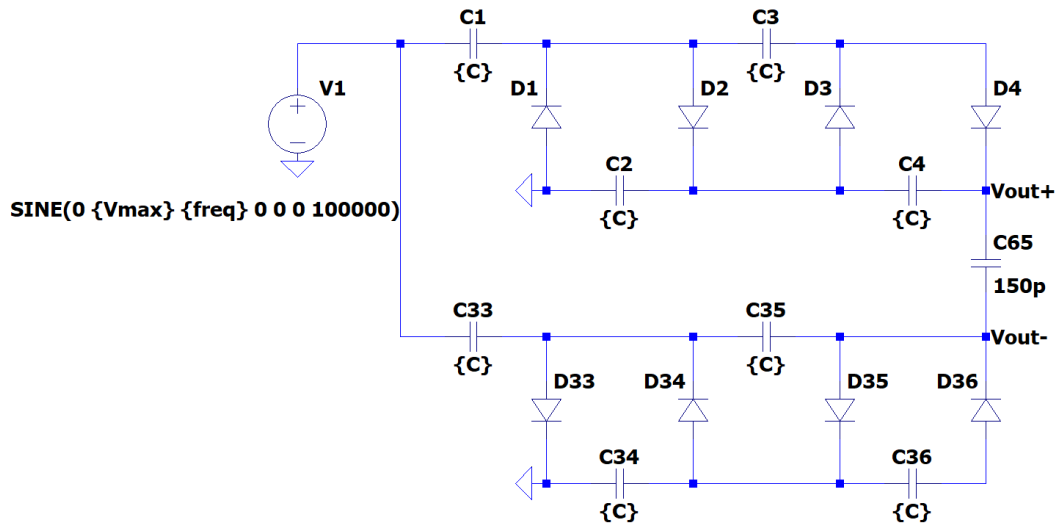 C1
C3
{C}
{C}
V1
D1
D2
D3
D4
C2
C4
Vout+
{C}
{C}
SINE(0 {Vmax} {freq} 0 0 0 100000)
C65
150p
C33
C35
Vout-
{C}
{C}
D33
D34
D35
D36
C34
C36
{C}
{C}